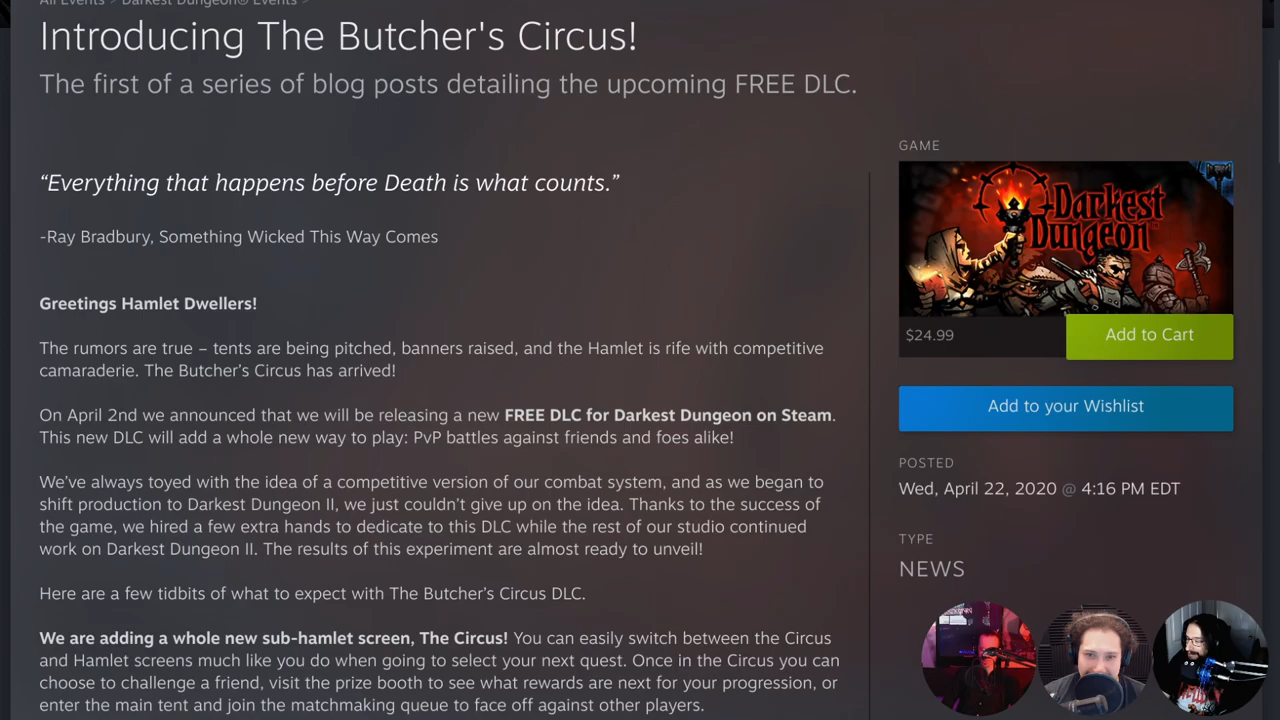 All Events > Darkest Dungeon® Events >
Introducing The Butcher's Circus!
The first of a series of blog posts detailing the upcoming FREE DLC.
“Everything that happens before Death is what counts.”
-Ray Bradbury, Something Wicked This Way Comes
Greetings Hamlet Dwellers!
The rumors are true – tents are being pitched, banners raised, and the Hamlet is rife with competitive
camaraderie. The Butcher’s Circus has arrived!
On April 2nd we announced that we will be releasing a new FREE DLC for Darkest Dungeon on Steam.
This new DLC will add a whole new way to play: PvP battles against friends and foes alike!
We’ve always toyed with the idea of a competitive version of our combat system, and as we began to
shift production to Darkest Dungeon II, we just couldn’t give up on the idea. Thanks to the success of
the game, we hired a few extra hands to dedicate to this DLC while the rest of our studio continued
work on Darkest Dungeon II. The results of this experiment are almost ready to unveil!
Here are a few tidbits of what to expect with The Butcher’s Circus DLC.
We are adding a whole new sub-hamlet screen, The Circus! You can easily switch between the Circus
and Hamlet screens much like you do when going to select your next quest. Once in the Circus you can
choose to challenge a friend, visit the prize booth to see what rewards are next for your progression, or
enter the main tent and join the matchmaking queue to face off against other players.
GAME
Darkest
Dungeon
$24.99
Add to Cart
Add to your Wishlist
POSTED
Wed, April 22, 2020 @ 4:16 PM EDT
TYPE
NEWS